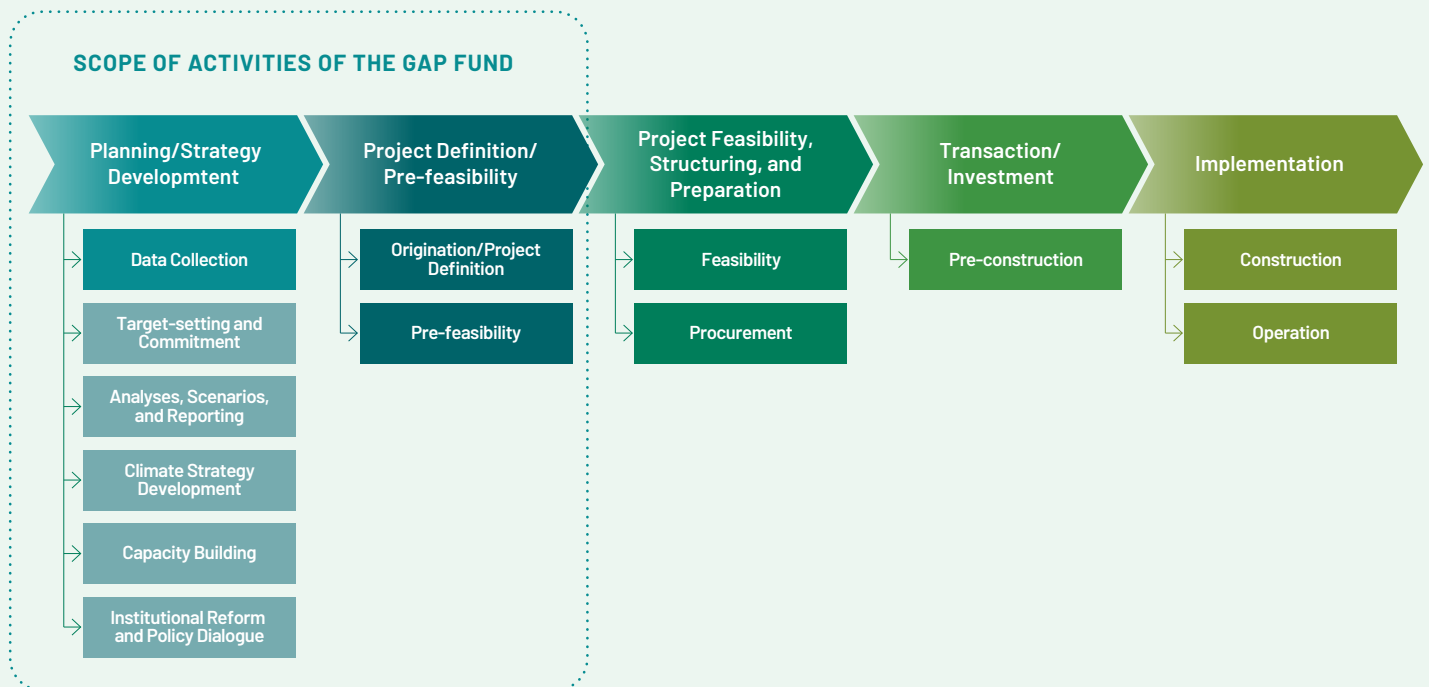 SCOPE OF ACTIVITIES OF THE GAP FUND
Planning/Strategy
Developmtent
Project Definition/
Pre-feasibility
Project Feasibility,
Structuring, and
Preparation
Transaction/
Investment
Implementation
Data Collection
Target-setting and
Commitment
Analyses, Scenarios,
and Reporting
Climate Strategy
Development
Capacity Building
Institutional Reform
and Policy Dialogue
Origination/Project
Definition
Pre-feasibility
Feasibility
Procurement
Pre-construction
Construction
Operation